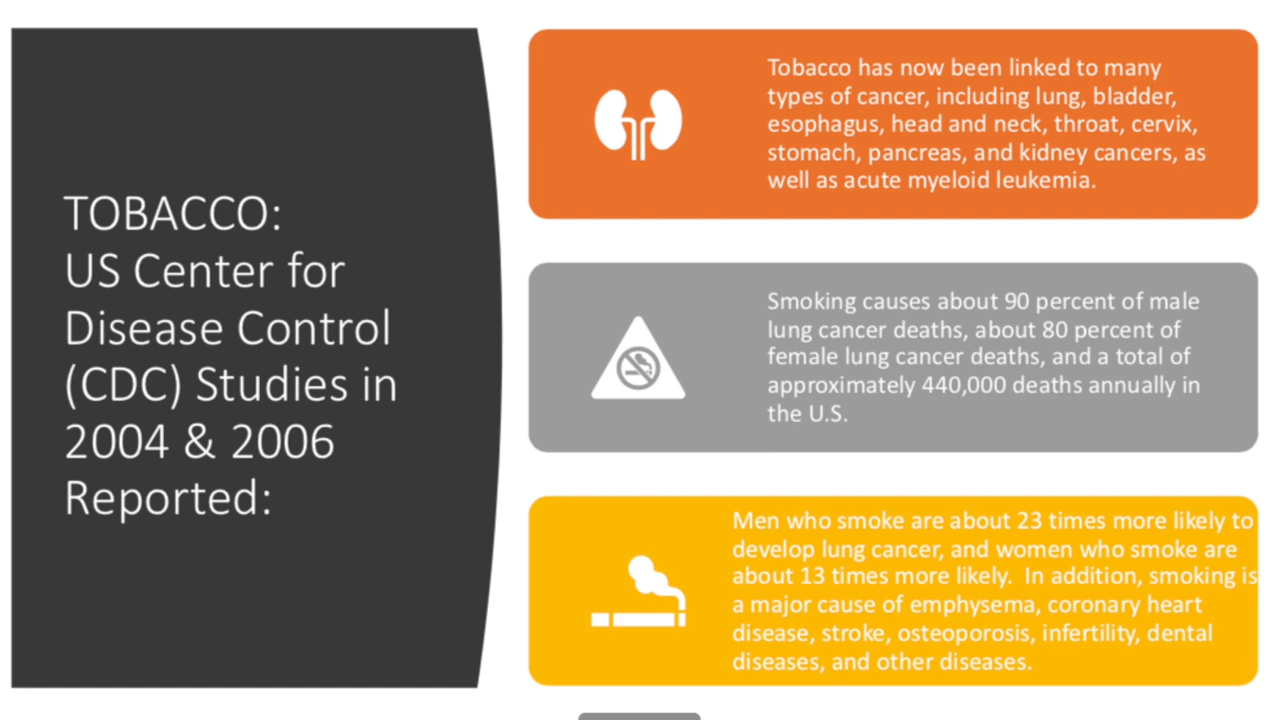 TOBACCO:
US Center for
Disease Control
(CDC) Studies in
2004 & 2006
Reported:
Tobacco has now been linked to many
types of cancer, including lung, bladder,
esophagus, head and neck, throat, cervix,
stomach, pancreas, and kidney cancers, as
well as acute myeloid leukemia.
Smoking causes about 90 percent of male
lung cancer deaths, about 80 percent of
female lung cancer deaths, and a total of
approximately 440,000 deaths annually in
the U.S.
Men who smoke are about 23 times more likely to
develop lung cancer, and women who smoke are
about 13 times more likely.  In addition, smoking is
a major cause of emphysema, coronary heart
disease, stroke, osteoporosis, infertility, dental
diseases, and other diseases.